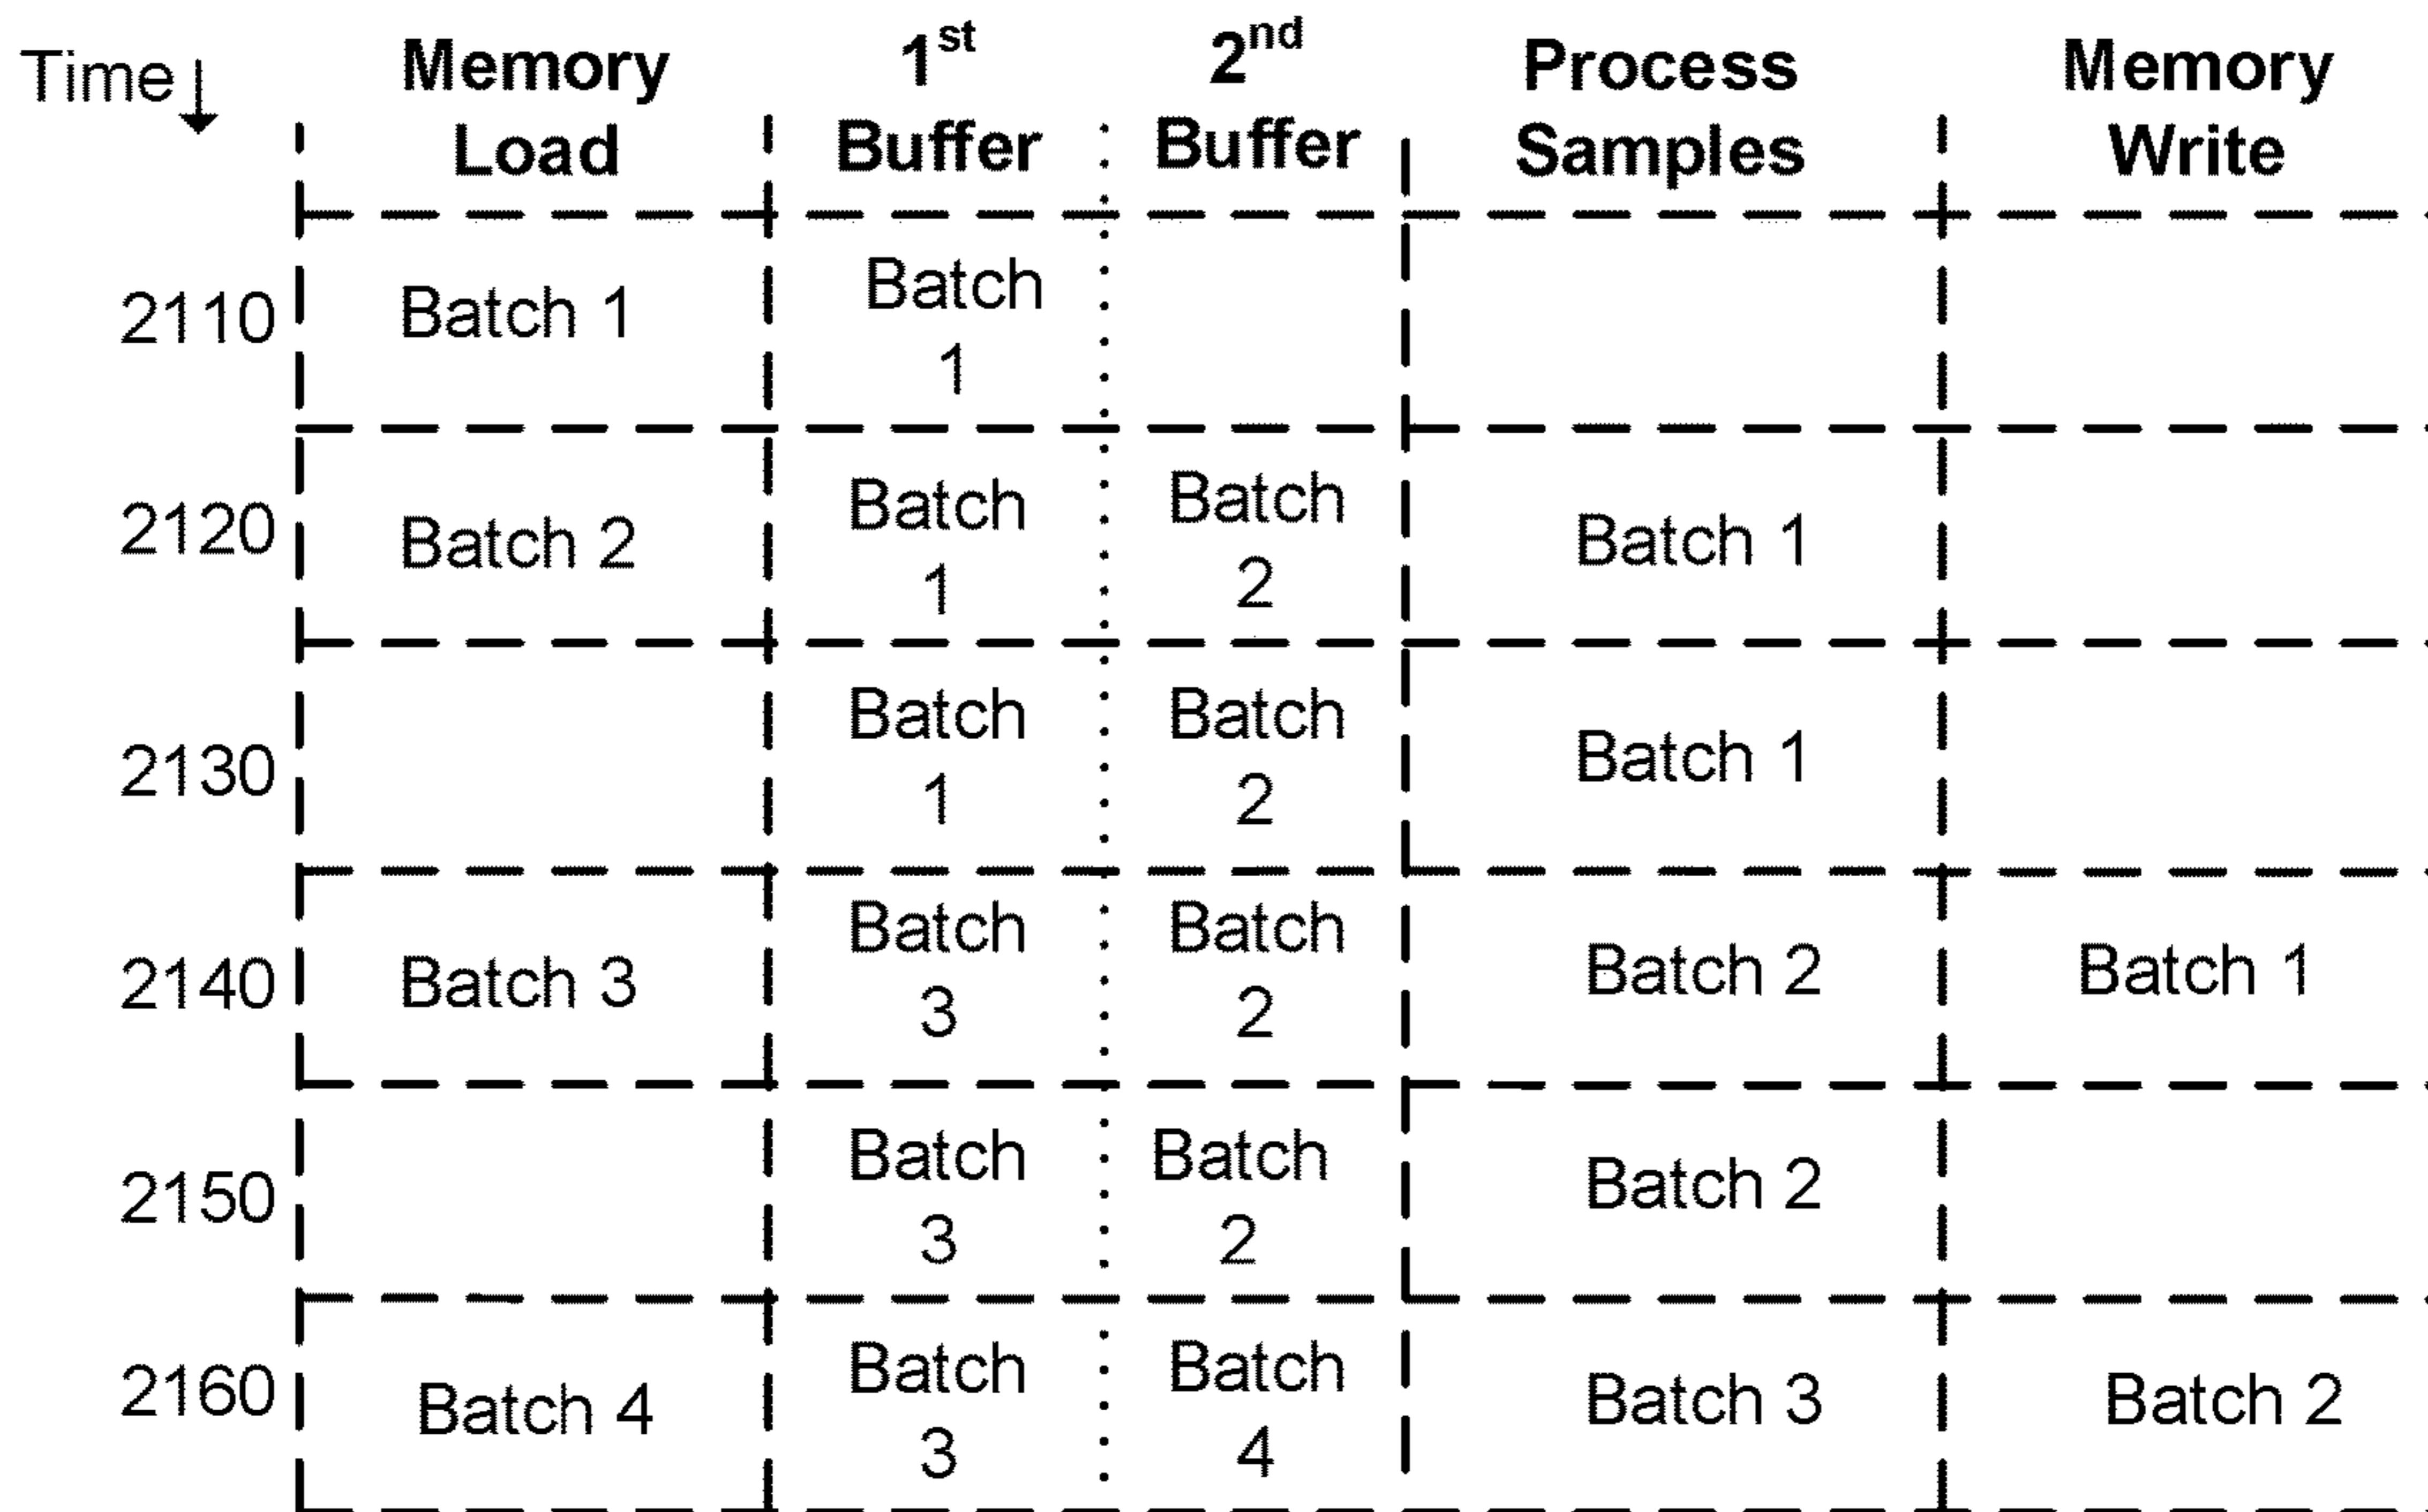 Time↓ Memory Load 1st Buffer 2nd Buffer Process Samples Memory Write
2110 Batch 1 Batch 1
2120 Batch 2 Batch 1 Batch 2 Batch 1
2130 Batch 1 Batch 2 Batch 1
2140 Batch 3 Batch 3 Batch 2 Batch 2 Batch 1
2150 Batch 3 Batch 2 Batch 2
2160 Batch 4 Batch 3 Batch 4 Batch 3 Batch 2